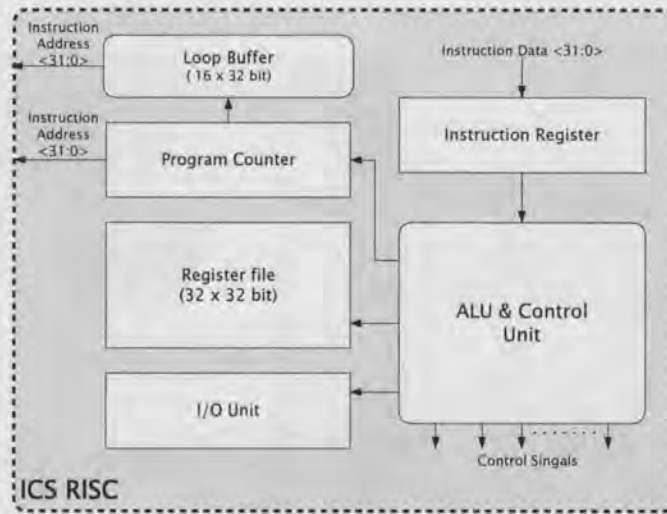 Instruction
Address
<31:0>
Loop Buffer
( 16 x 32 bit)
Instruction Data <31:0>
Instruction
Address
<31:0>
Program Counter
Instruction Register
Register file
(32 x 32 bit)
ALU & Control
Unit
I/O Unit
Control Singals
ICS RISC